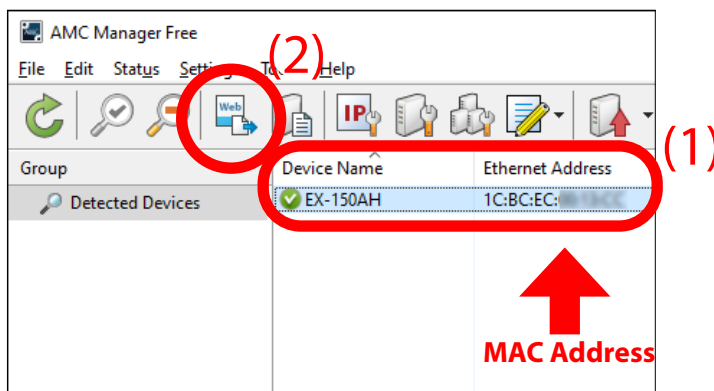 AMC Manager Free
(2)
File Edit Status Help
Web IP
(1)
Group Device Name Ethernet Address
Detected Devices EX-150AH 1C:BC:EC:
MAC Address